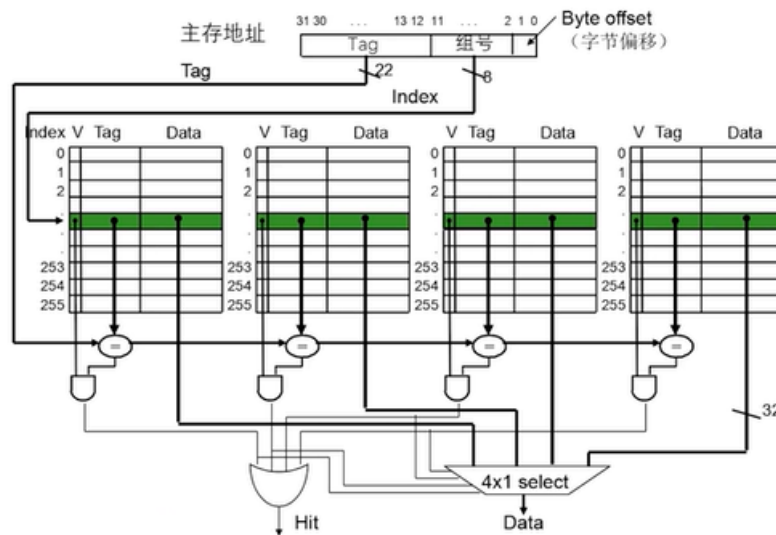 31 30 ... 13 12 11 ... 2 1 0
Byte offset
主存地址
Tag
组号
（字节偏移）
22
8
Tag
Index
Index V Tag Data
V Tag Data
V Tag Data
V Tag Data
0 0 0 0
1 1 1 1
2 2 2 2
. . . .
. . . .
. . . .
253 253 253 253
254 254 254 254
255 255 255 255
= = = =
32
4x1 select
Hit
Data